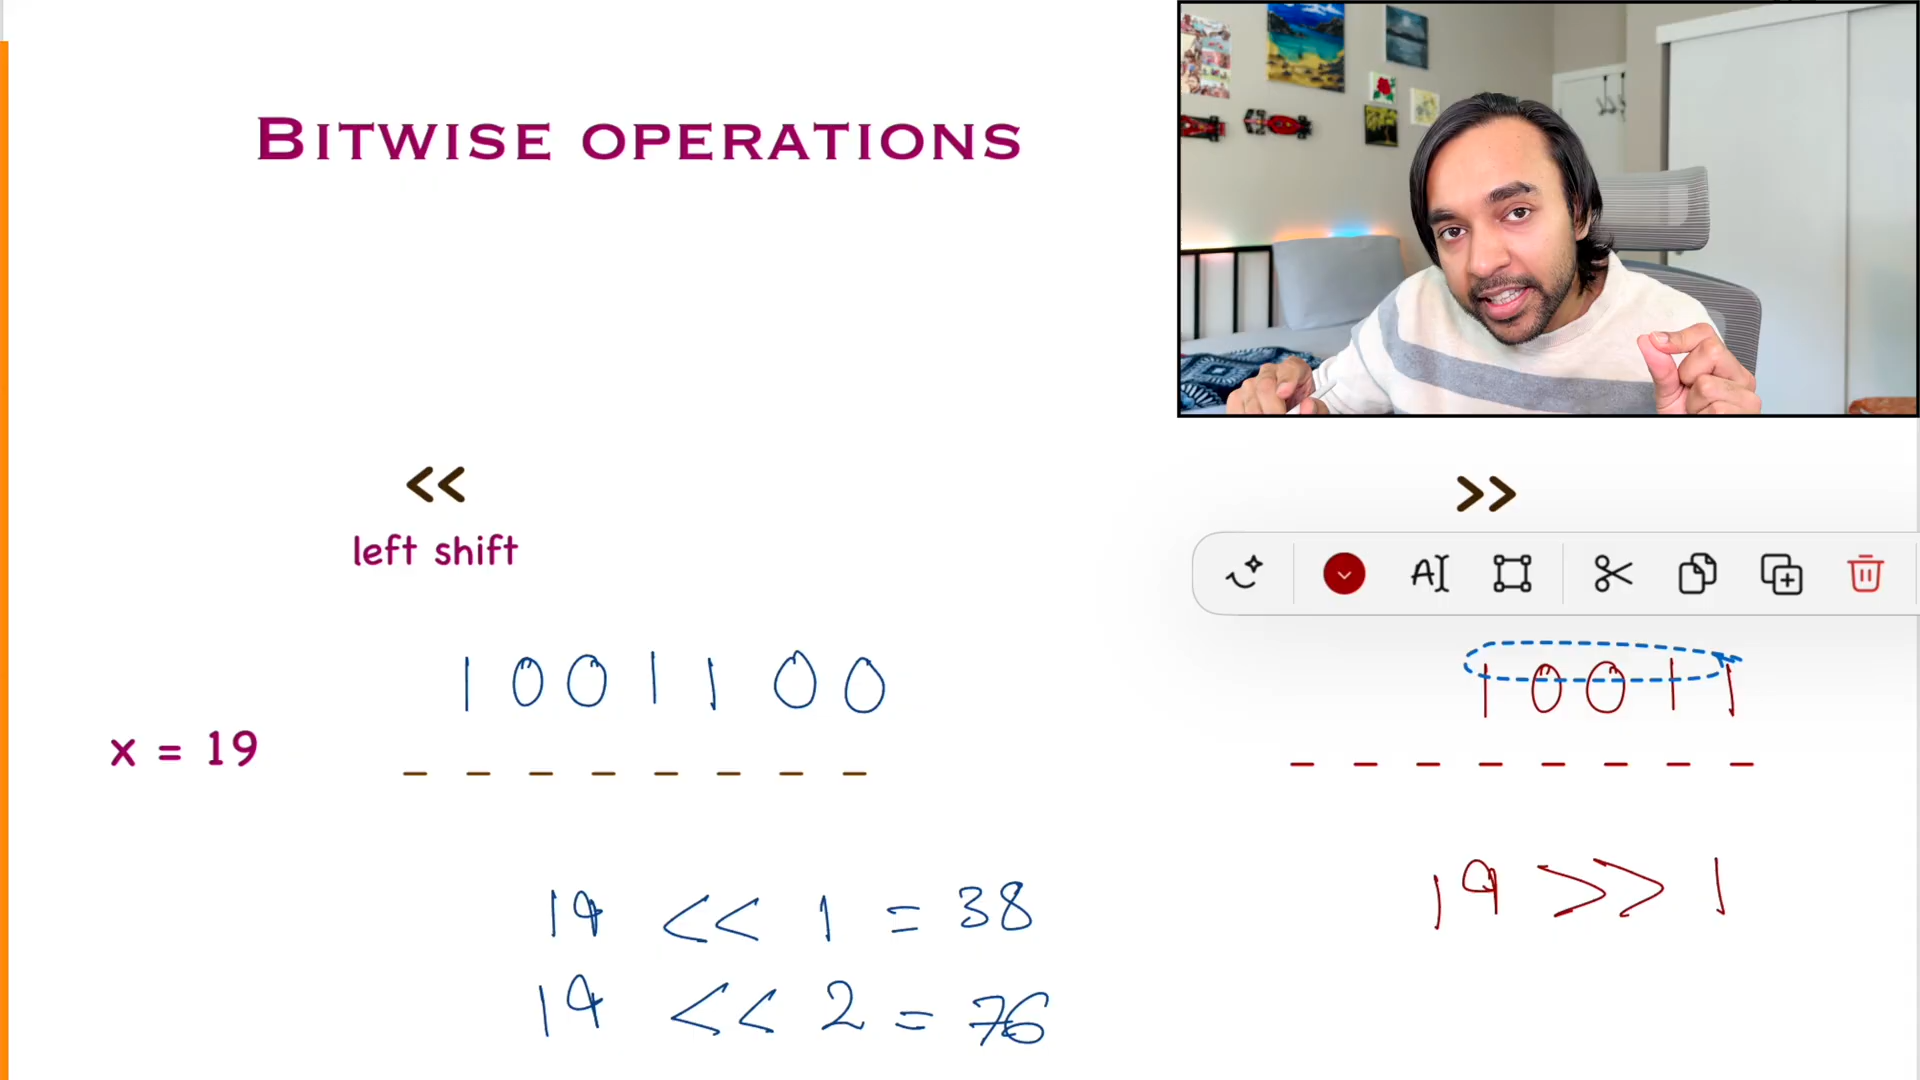 BITWISE OPERATIONS
<<
left shift
>>
1 0 0 1 1 0 0
x = 19
_ _ _ _ _ _ _ _
1 0 0 1 1
_ _ _ _ _ _ _ _
19 << 1 = 38
19 << 2 = 76
19 >> 1